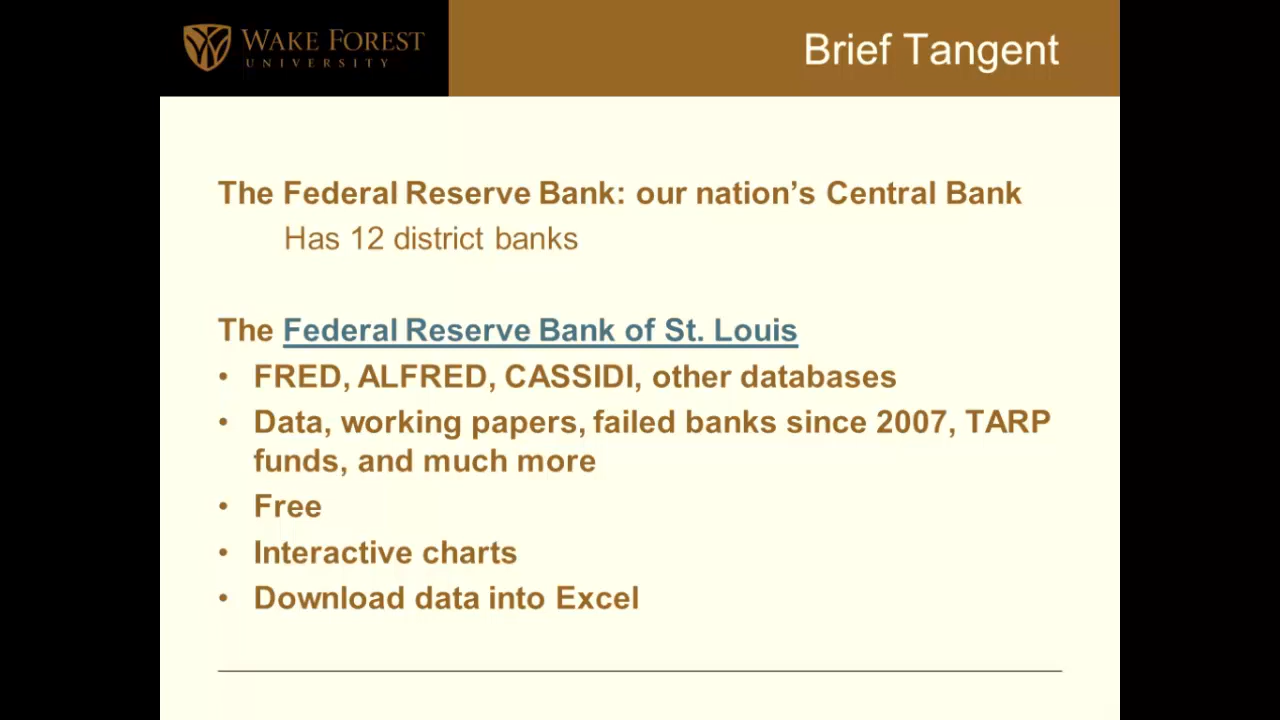 WAKE FOREST
UNIVERSITY
Brief Tangent
The Federal Reserve Bank: our nation’s Central Bank
Has 12 district banks
The Federal Reserve Bank of St. Louis
• FRED, ALFRED, CASSIDI, other databases
• Data, working papers, failed banks since 2007, TARP
funds, and much more
• Free
• Interactive charts
• Download data into Excel